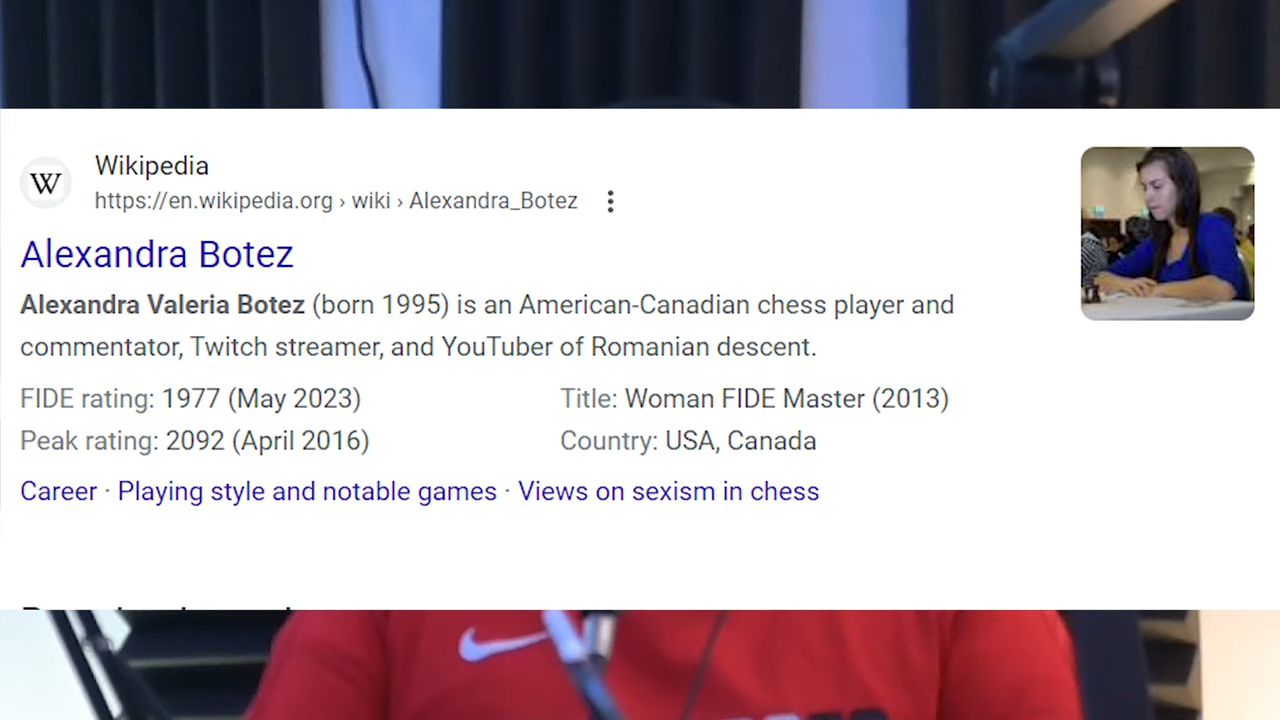 W
Wikipedia
https://en.wikipedia.org › wiki › Alexandra_Botez
Alexandra Botez
Alexandra Valeria Botez (born 1995) is an American-Canadian chess player and
commentator, Twitch streamer, and YouTuber of Romanian descent.
FIDE rating: 1977 (May 2023) Title: Woman FIDE Master (2013)
Peak rating: 2092 (April 2016) Country: USA, Canada
Career · Playing style and notable games · Views on sexism in chess